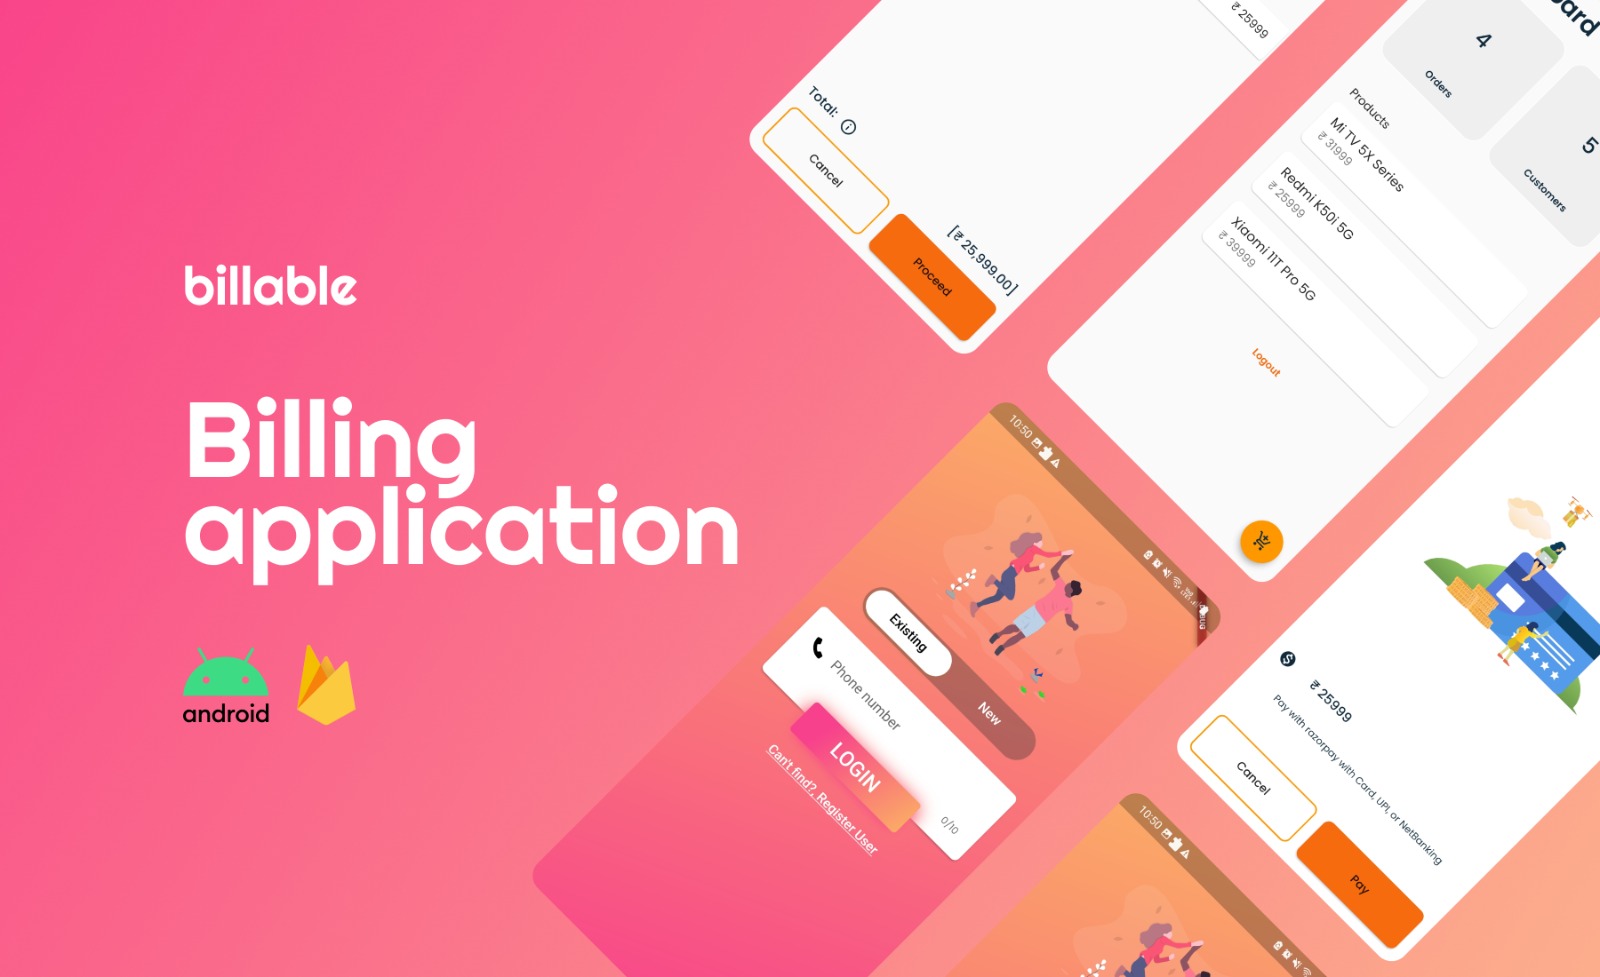 billable
Billing
application
android
₹ 25999
Total:
Cancel
Proceed
[₹ 25,999.00]
4
Orders
5
Customers
Products
Mi TV 5X Series
₹ 31999
Redmi K50i 5G
₹ 25999
Xiaomi 11T Pro 5G
₹ 39999
Logout
10:50
Existing
New
Phone number
0/10
LOGIN
Can't find?, Register User
₹ 25999
Pay with razorpay with Card, UPI, or NetBanking
Cancel
Pay
10:50